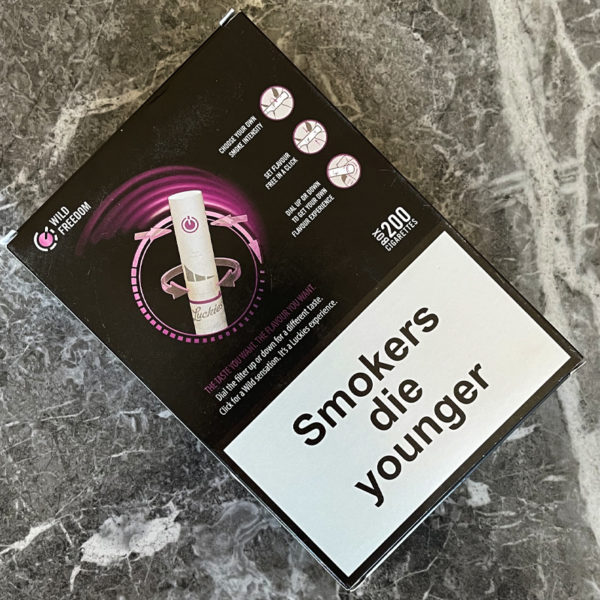 CHOOSE YOUR OWN
SMOKE INTENSITY
SET FLAVOUR
FREE IN A CLICK
DIAL UP OR DOWN
TO GET YOUR OWN
FLAVOUR EXPERIENCE
WILD
FREEDOM
BOX
200
CIGARETTES
Luckies
THE TASTE YOU WANT. THE FLAVOUR YOU WANT.
Dial the filter up or down for a different taste.
Click for a Wild sensation. It's a Luckies experience.
Smokers
die
younger